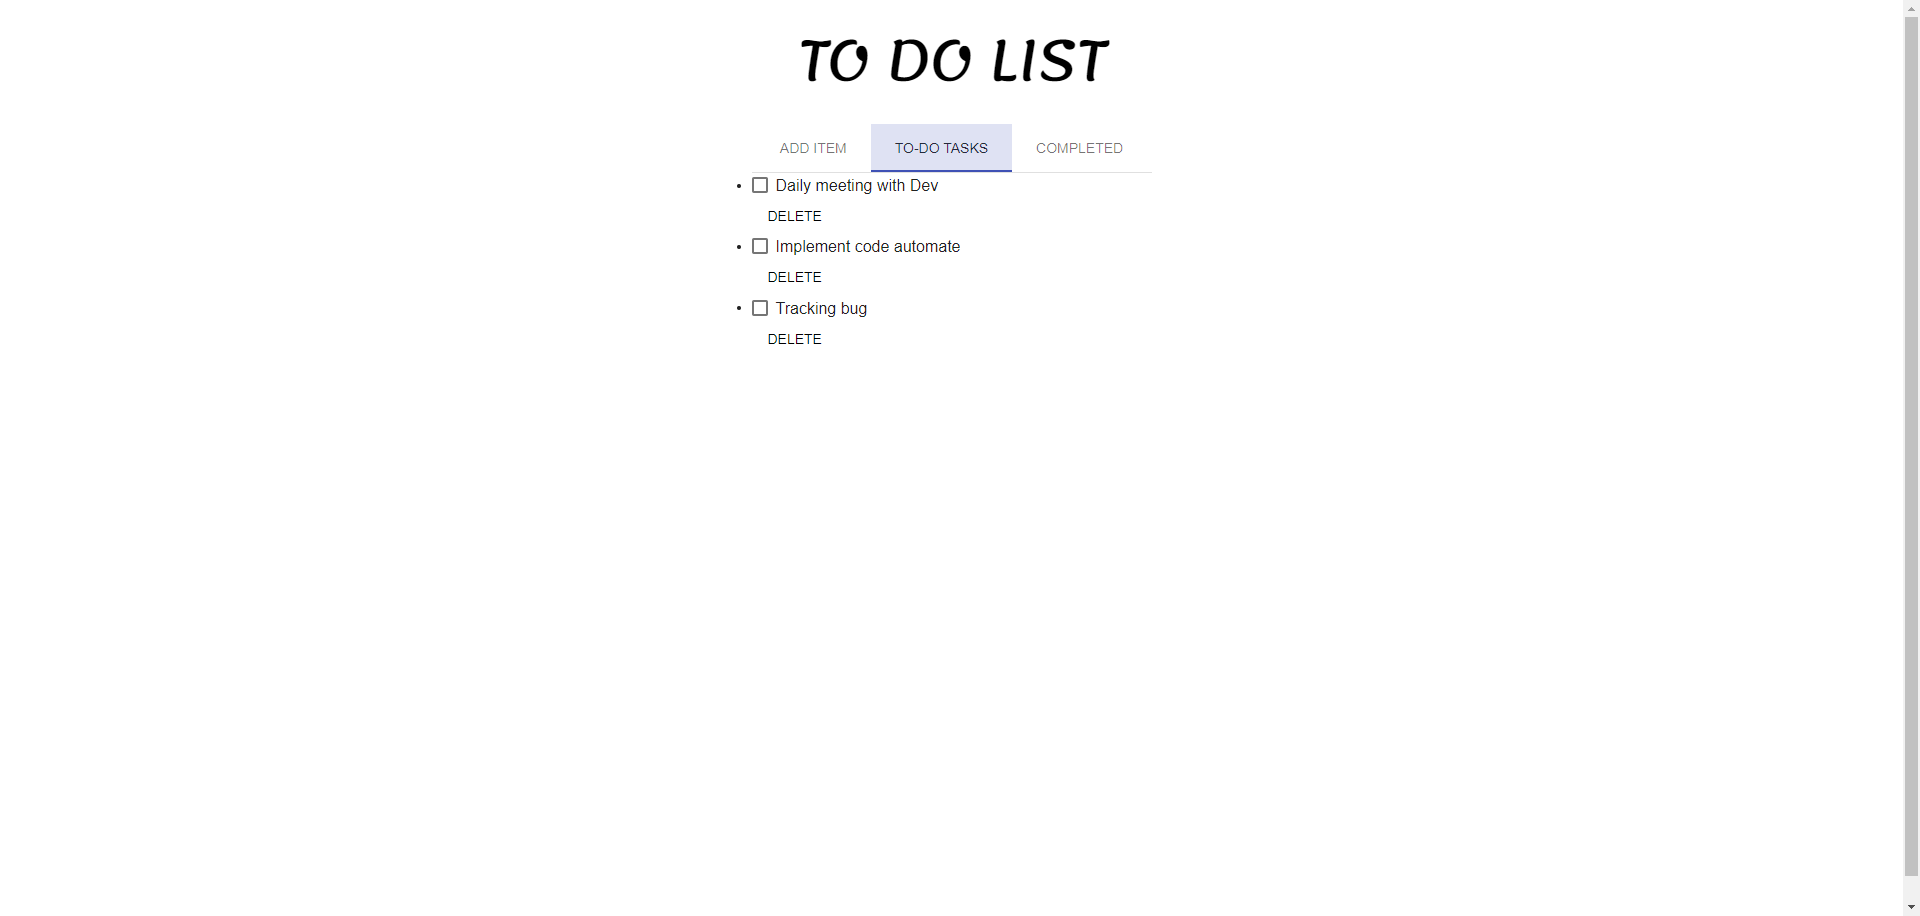 TO DO LIST
ADD ITEM TO-DO TASKS COMPLETED
Daily meeting with Dev
DELETE
Implement code automate
DELETE
Tracking bug
DELETE